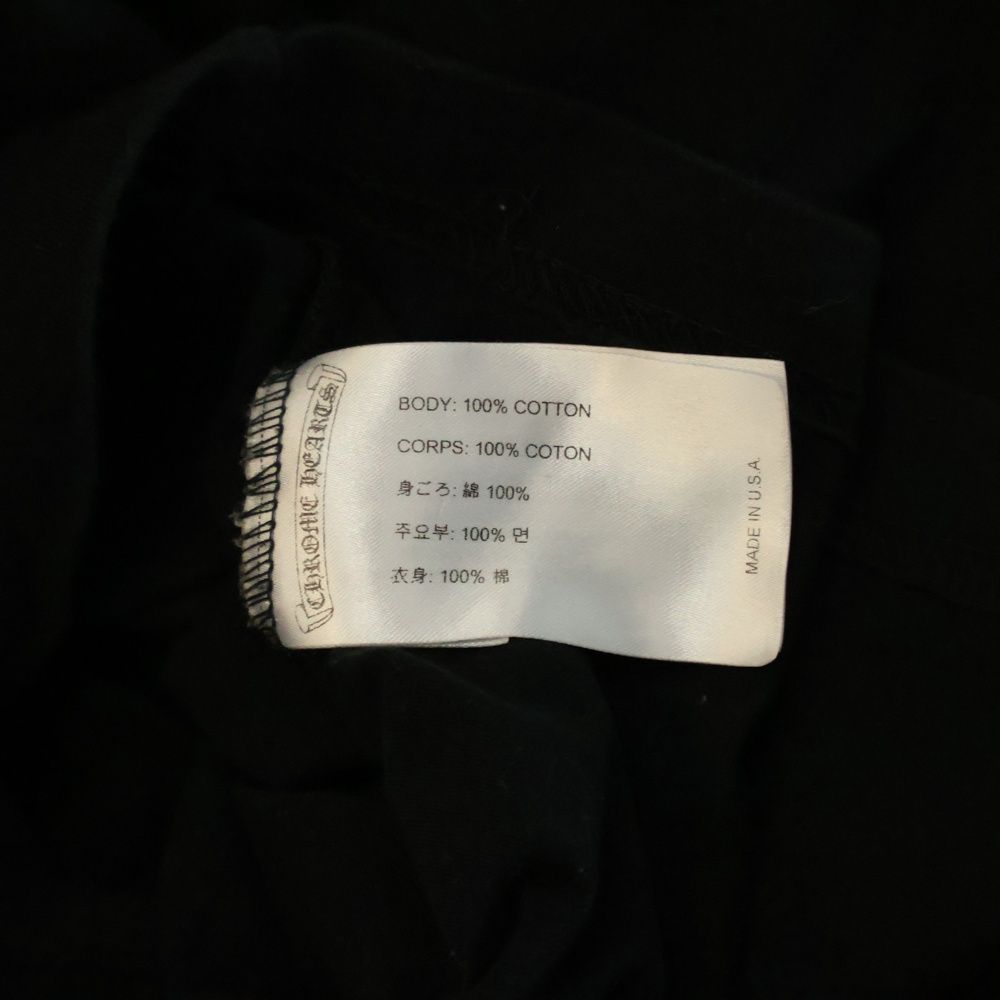 CHROME HEARTS
BODY: 100% COTTON
CORPS: 100% COTON
身ごろ: 綿 100%
주요부: 100% 면
衣身: 100% 棉
MADE IN U.S.A.